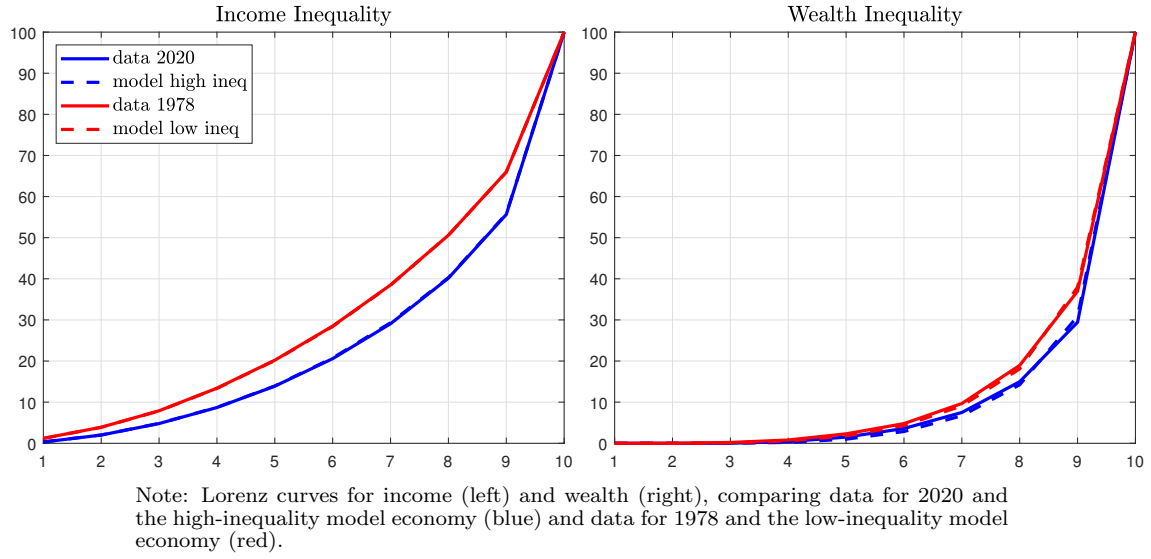 Income Inequality
100
90
80
70
60
50
40
30
20
10
0
1 2 3 4 5 6 7 8 9 10
data 2020
model high ineq
data 1978
model low ineq
Wealth Inequality
100
90
80
70
60
50
40
30
20
10
0
1 2 3 4 5 6 7 8 9 10
Note: Lorenz curves for income (left) and wealth (right), comparing data for 2020 and
the high-inequality model economy (blue) and data for 1978 and the low-inequality model
economy (red).